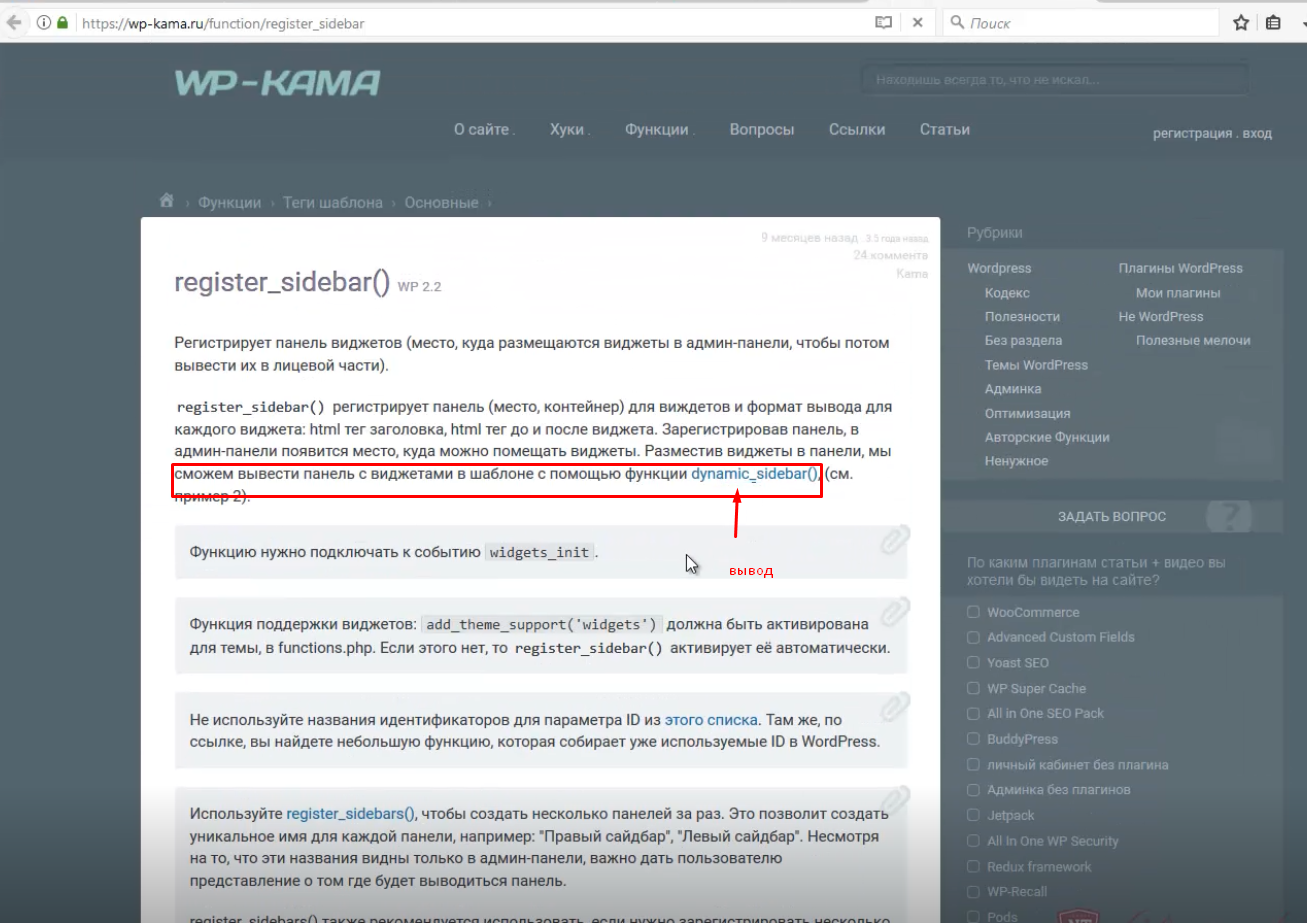 https://wp-kama.ru/function/register_sidebar
Поиск
WP-KAMA
Находишь всегда то, что не искал...
О сайте . Хуки . Функции . Вопросы Ссылки Статьи
регистрация . вход
› Функции › Теги шаблона › Основные ›
9 месяцев назад . 3.5 года назад
24 коммента
Kama
register_sidebar() WP 2.2
Регистрирует панель виджетов (место, куда размещаются виджеты в админ-панели, чтобы потом
вывести их в лицевой части).
register_sidebar() регистрирует панель (место, контейнер) для виждетов и формат вывода для
каждого виджета: html тег заголовка, html тег до и после виджета. Зарегистрировав панель, в
админ-панели появится место, куда можно помещать виджеты. Разместив виджеты в панели, мы
сможем вывести панель с виджетами в шаблоне с помощью функции dynamic_sidebar(), (см.
пример 2).
вывод
Функцию нужно подключать к событию widgets_init.
Функция поддержки виджетов: add_theme_support('widgets') должна быть активирована
для темы, в functions.php. Если этого нет, то register_sidebar() активирует её автоматически.
Не используйте названия идентификаторов для параметра ID из этого списка. Там же, по
ссылке, вы найдете небольшую функцию, которая собирает уже используемые ID в WordPress.
Используйте register_sidebars(), чтобы создать несколько панелей за раз. Это позволит создать
уникальное имя для каждой панели, например: "Правый сайдбар", "Левый сайдбар". Несмотря
на то, что эти названия видны только в админ-панели, важно дать пользователю
представление о том где будет выводиться панель.
register_sidebars() также рекомендуется использовать, если нужно зарегистрировать несколько
Рубрики
Wordpress
Кодекс
Полезности
Без раздела
Темы WordPress
Админка
Оптимизация
Авторские Функции
Ненужное
Плагины WordPress
Мои плагины
Не WordPress
Полезные мелочи
ЗАДАТЬ ВОПРОС ?
По каким плагинам статьи + видео вы
хотели бы видеть на сайте?
WooCommerce
Advanced Custom Fields
Yoast SEO
WP Super Cache
All in One SEO Pack
BuddyPress
личный кабинет без плагина
Админка без плагинов
Jetpack
All In One WP Security
Redux framework
WP-Recall
Pods